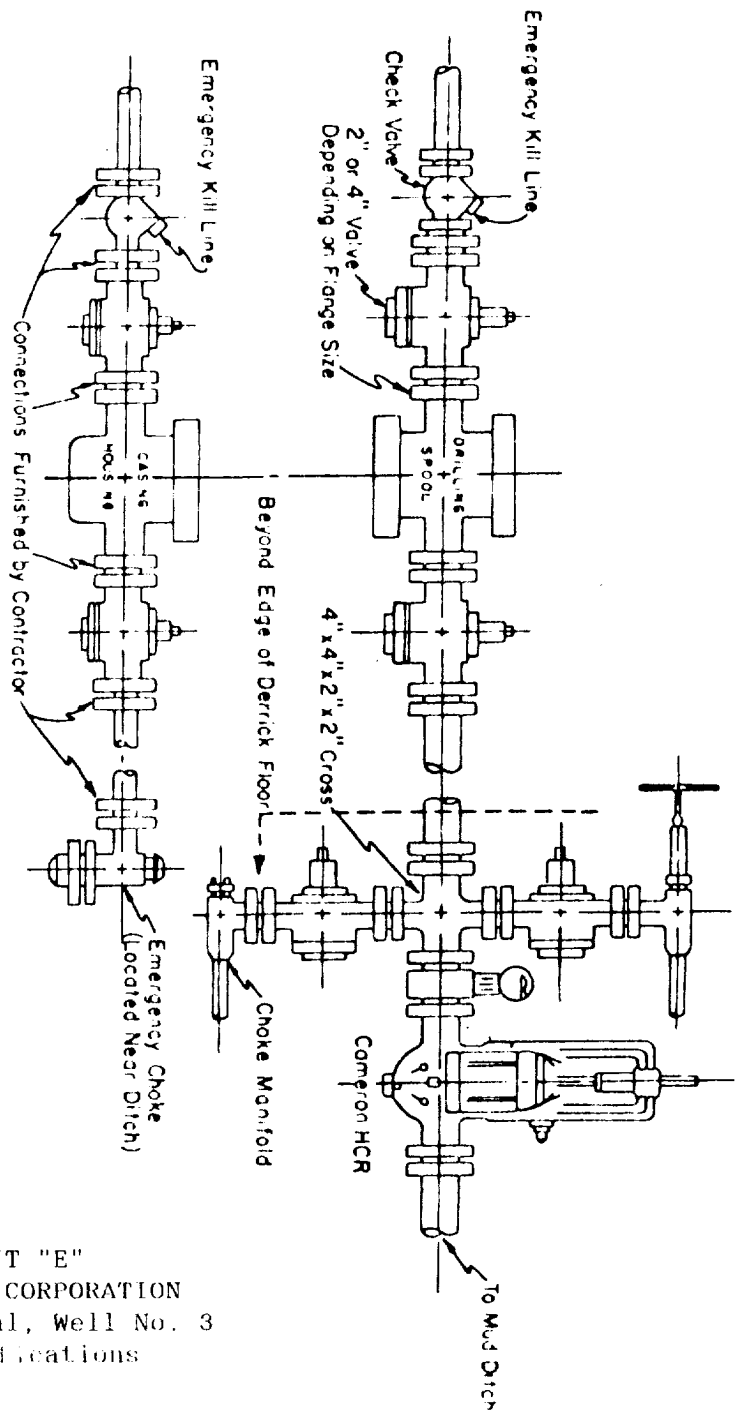 Emergency Kill Line
Check Valve
2" or 4" Valve
Depending on Flange Size
DRILLING
SPOOL
4" x 4" x 2" x 2" Cross
Beyond Edge of Derrick Floor
Cameron HCR
To Mud Ditch
Choke Manifold
Emergency Kill Line
CASING
HOUSING
Connections Furnished by Contractor
Emergency Choke
(Located Near Ditch)
T "E"
CORPORATION
l, Well No. 3
ications